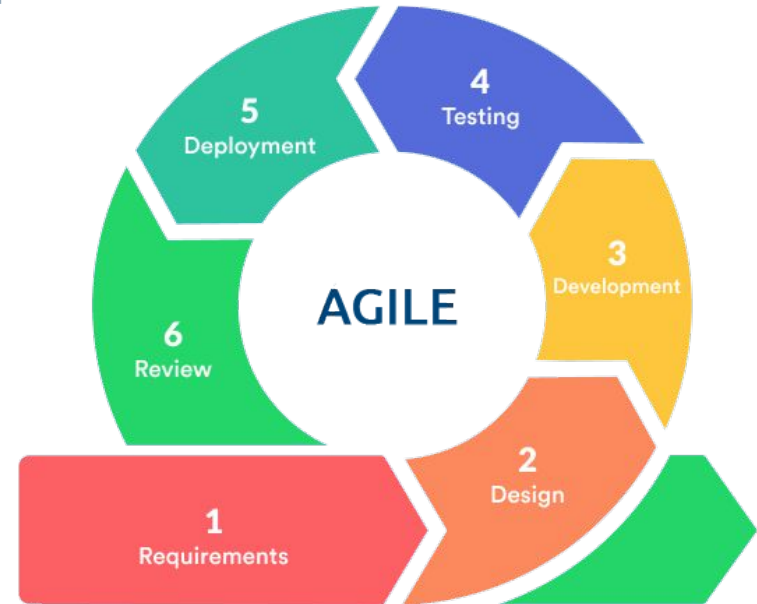 AGILE
1
Requirements
2
Design
3
Development
4
Testing
5
Deployment
6
Review